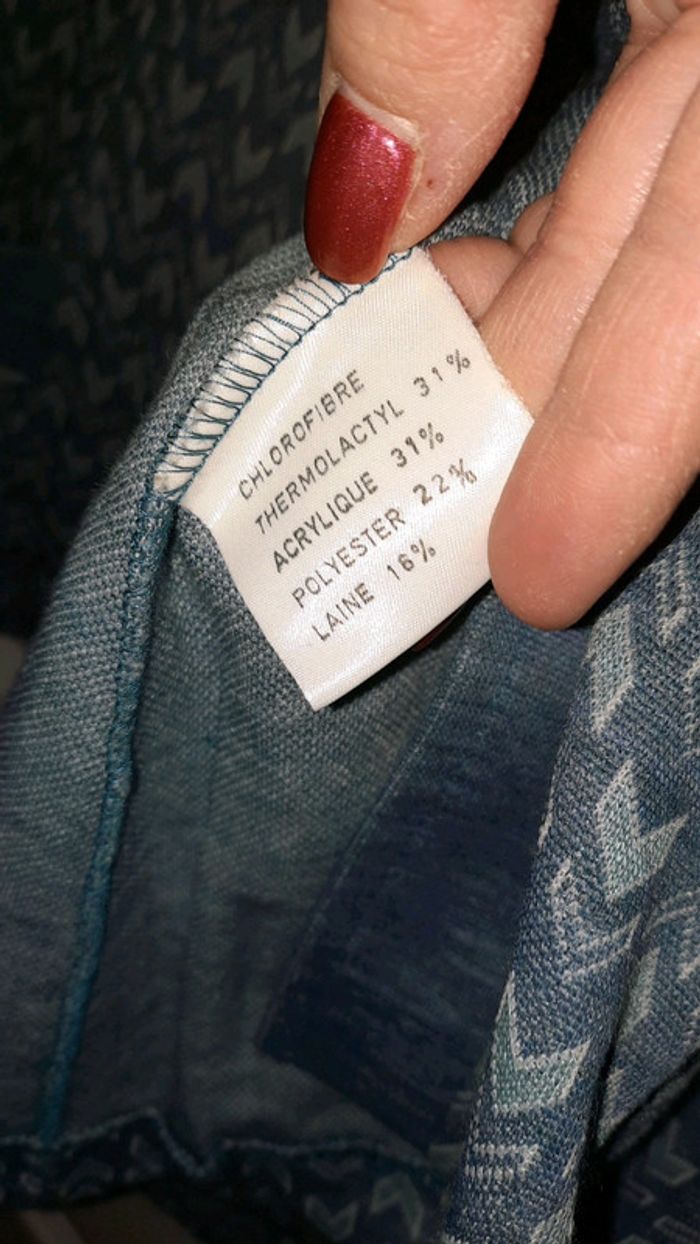 CHLOROFIBRE
THERMOLACTYL 31%
ACRYLIQUE 31%
POLYESTER 22%
LAINE 16%